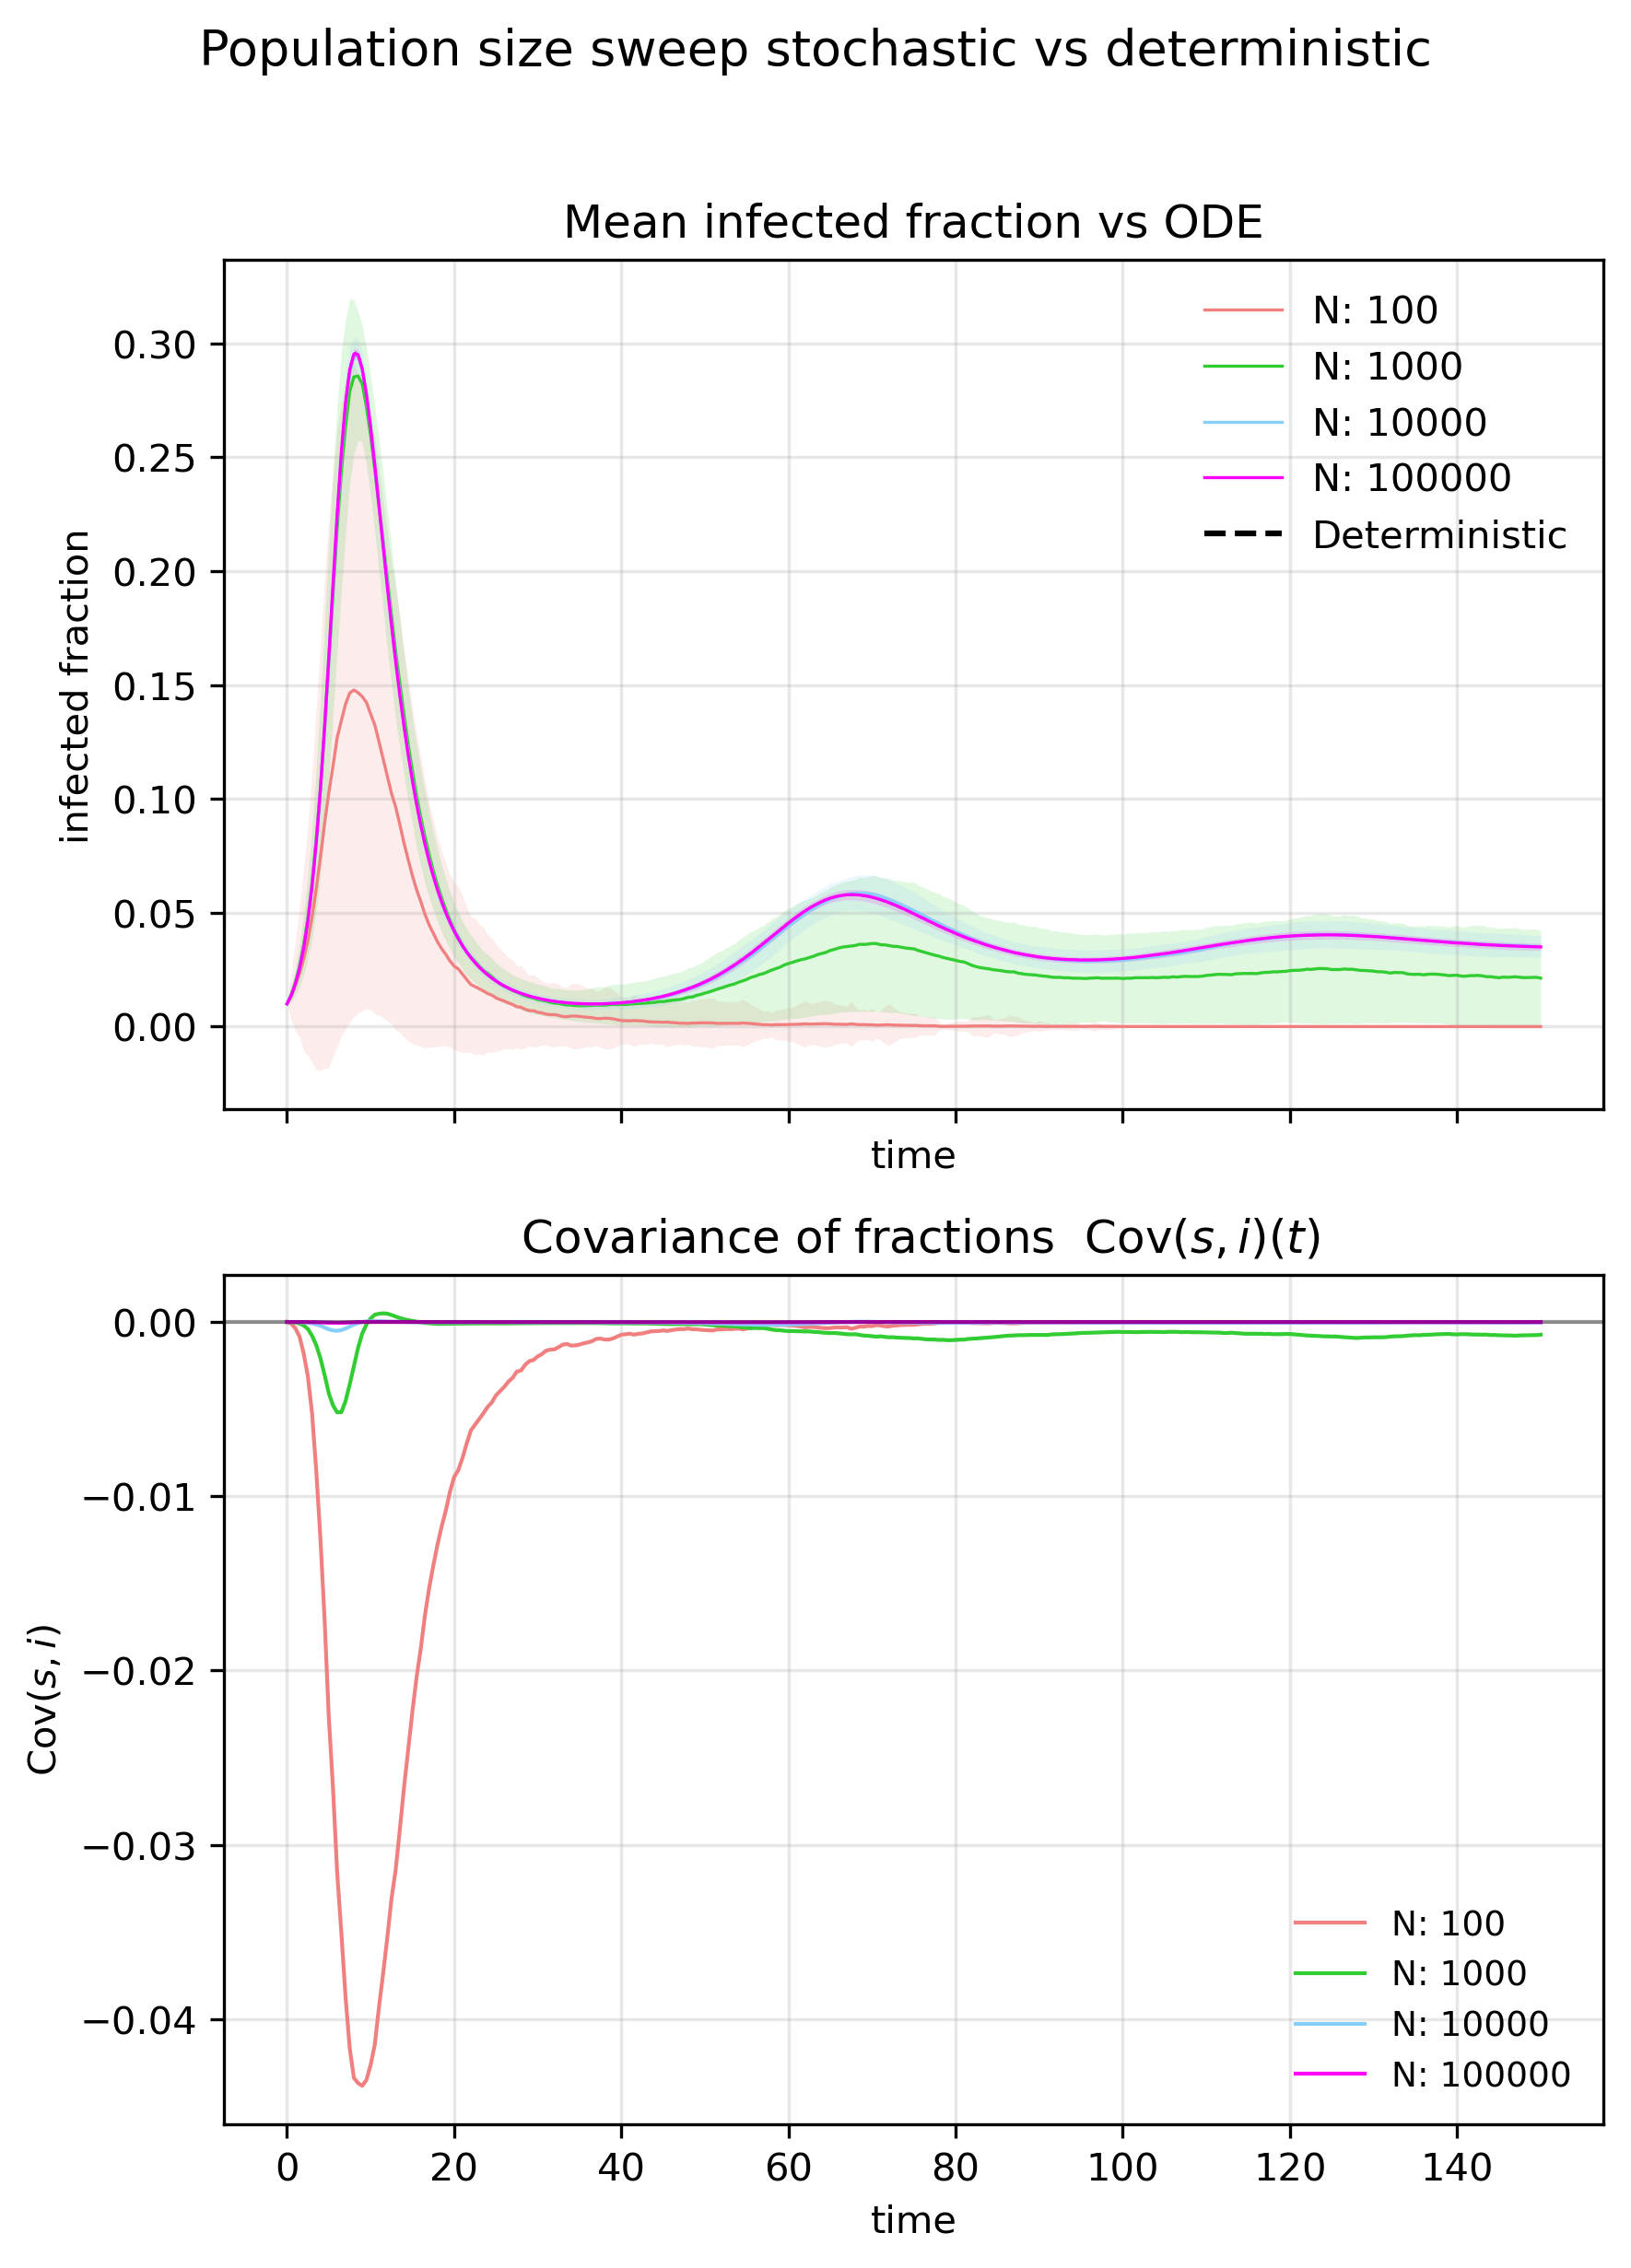 Population size sweep stochastic vs deterministic
Mean infected fraction vs ODE
N: 100
N: 1000
N: 10000
N: 100000
Deterministic
0.30
0.25
0.20
0.15
0.10
0.05
0.00
infected fraction
time
Covariance of fractions Cov(s, i)(t)
0.00
−0.01
−0.02
−0.03
−0.04
Cov(s, i)
N: 100
N: 1000
N: 10000
N: 100000
0 20 40 60 80 100 120 140
time